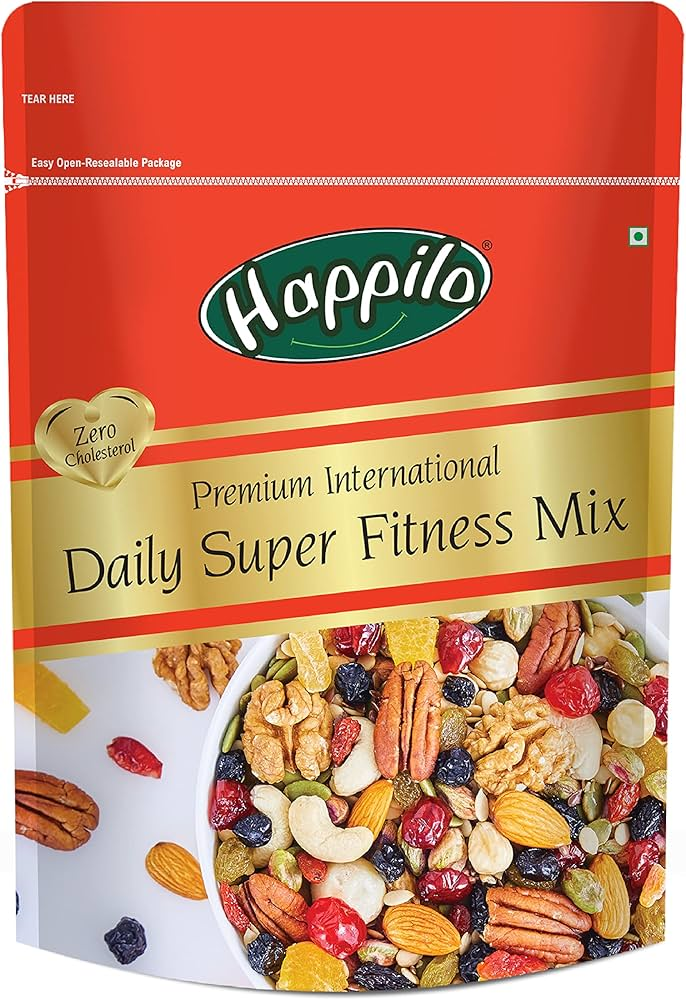 TEAR HERE
Easy Open-Resealable Package
Happilo®
Zero
Cholesterol
Premium International
Daily Super Fitness Mix